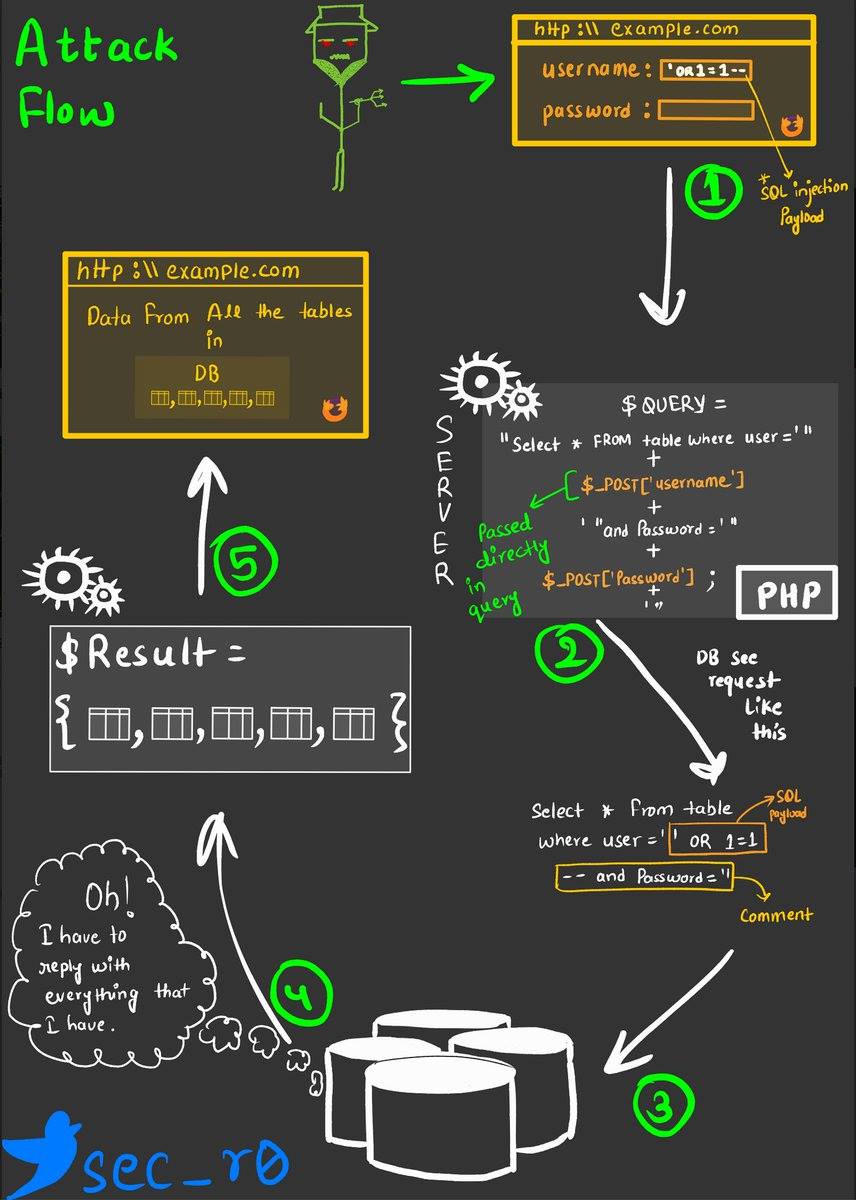 Attack
Flow
http :\\ example.com
username : ' OR 1=1--
password :
1
* SQL injection
Payload
http :\\ example.com
Data From All the tables
in
DB
SERVER
$ QUERY =
"Select * FROM table where user = ' "
+
$_POST['username']
+
' "and Password = ' "
+
$_POST['Password'] ;
+
' "
Passed
directly
in
query
PHP
2
5
DB see
request
Like
this
$Result =
{ , , , , }
Select * from table
where user = ' ' OR 1=1
-- and Password = ''
SQL
payload
Comment
Oh!
I have to
reply with
everything that
I have.
4
3
sec_r0